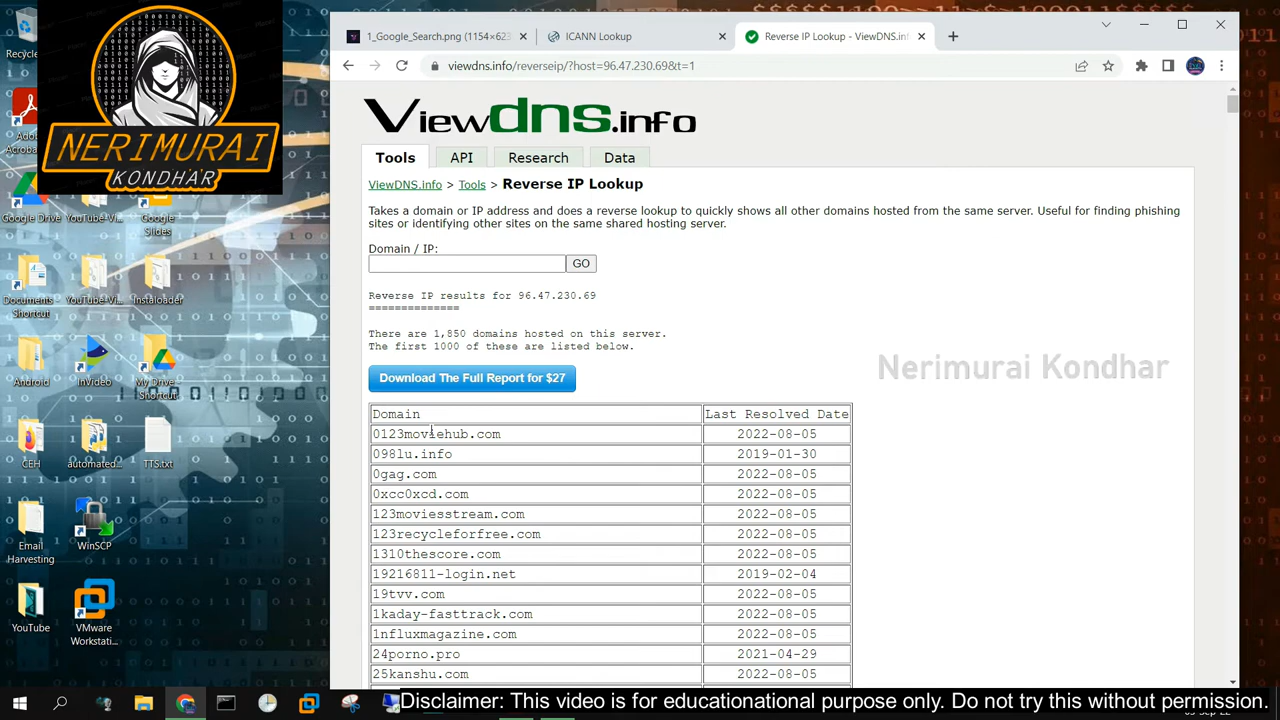 1_Google_Search.png (1154×623
ICANN Lookup
Reverse IP Lookup - ViewDNS.inf
viewdns.info/reverseip/?host=96.47.230.69&t=1
Recycle
NERIMURAI
KONDHAR
Viewdns.info
Tools
API
Research
Data
ViewDNS.info > Tools > Reverse IP Lookup
Takes a domain or IP address and does a reverse lookup to quickly shows all other domains hosted from the same server. Useful for finding phishing
sites or identifying other sites on the same shared hosting server.
Domain / IP:
GO
Reverse IP results for 96.47.230.69
==============
There are 1,850 domains hosted on this server.
The first 1000 of these are listed below.
Nerimurai Kondhar
Download The Full Report for $27
Domain Last Resolved Date
0123moviehub.com 2022-08-05
098lu.info 2019-01-30
0gag.com 2022-08-05
0xcc0xcd.com 2022-08-05
123moviesstream.com 2022-08-05
123recycleforfree.com 2022-08-05
1310thescore.com 2022-08-05
19216811-login.net 2019-02-04
19tvv.com 2022-08-05
1kaday-fasttrack.com 2022-08-05
1nfluxmagazine.com 2022-08-05
24porno.pro 2021-04-29
25kanshu.com 2022-08-05
Acroba...
Google Drive
YouTube-Vi...
Google
Slides
Documents
Shortcut
YouTube-Vi...
Instaloader
Android
InVideo
My Drive
Shortcut
CEH
automated...
TTS.txt
Email
Harvesting
WinSCP
YouTube
VMware
Workstati...
Disclaimer: This video is for educationational purpose only. Do not try this without permission.